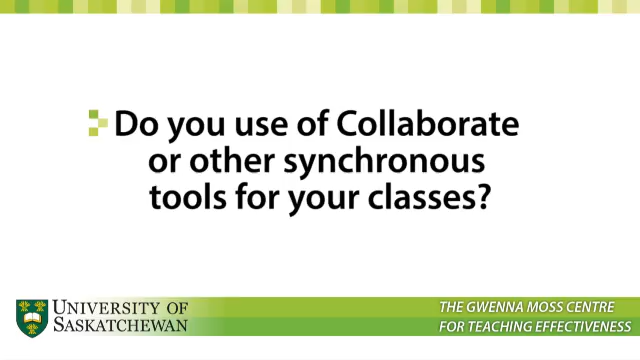 Do you use of Collaborate
or other synchronous
tools for your classes?
UNIVERSITY OF
SASKATCHEWAN
THE GWENNA MOSS CENTRE
FOR TEACHING EFFECTIVENESS